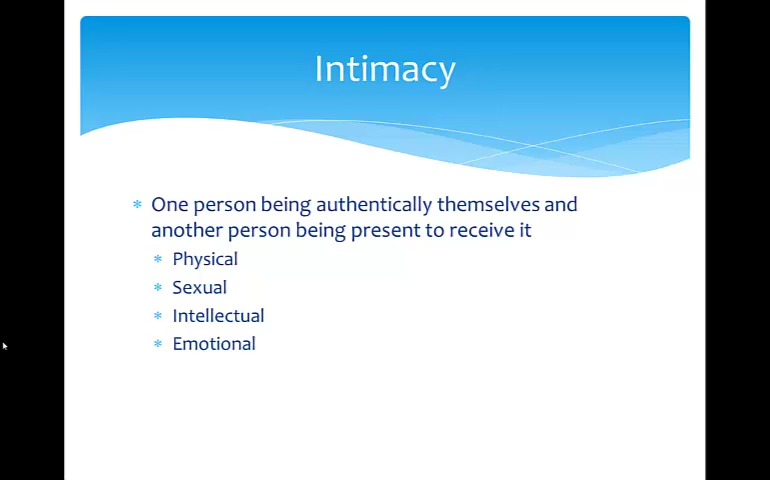 Intimacy
* One person being authentically themselves and
another person being present to receive it
* Physical
* Sexual
* Intellectual
* Emotional